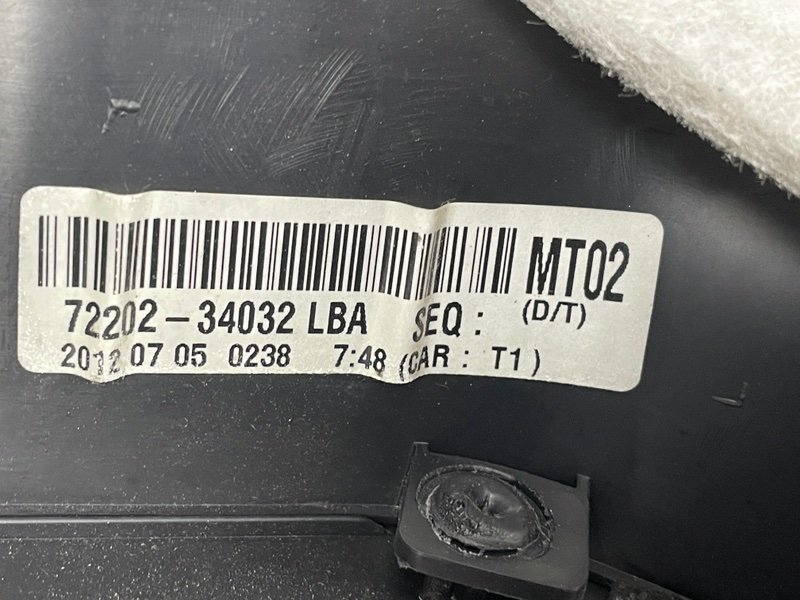 MT02
72202-34032 LBA SEQ : (D/T)
2012 07 05 0238 7:48 (CAR : T1)